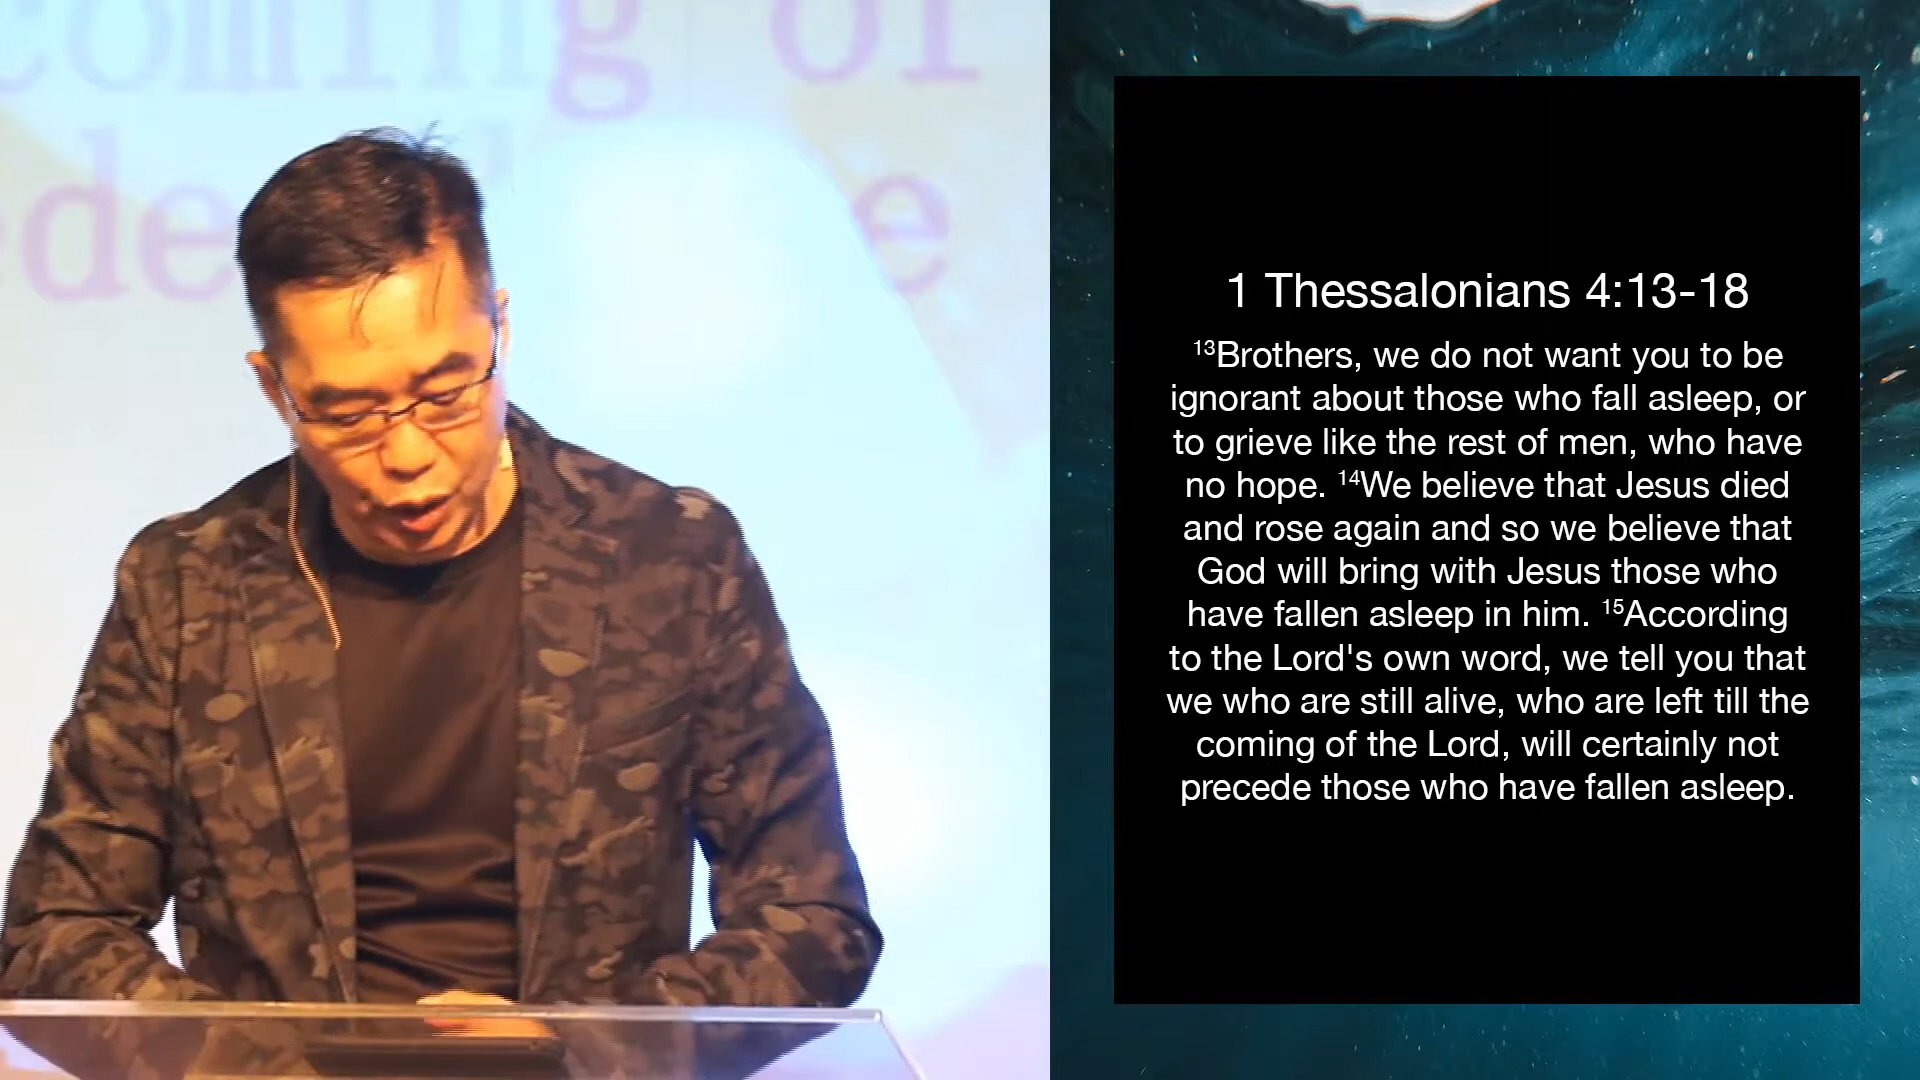 coming of
1 Thessalonians 4:13-18
¹³Brothers, we do not want you to be
ignorant about those who fall asleep, or
to grieve like the rest of men, who have
no hope. ¹⁴We believe that Jesus died
and rose again and so we believe that
God will bring with Jesus those who
have fallen asleep in him. ¹⁵According
to the Lord's own word, we tell you that
we who are still alive, who are left till the
coming of the Lord, will certainly not
precede those who have fallen asleep.